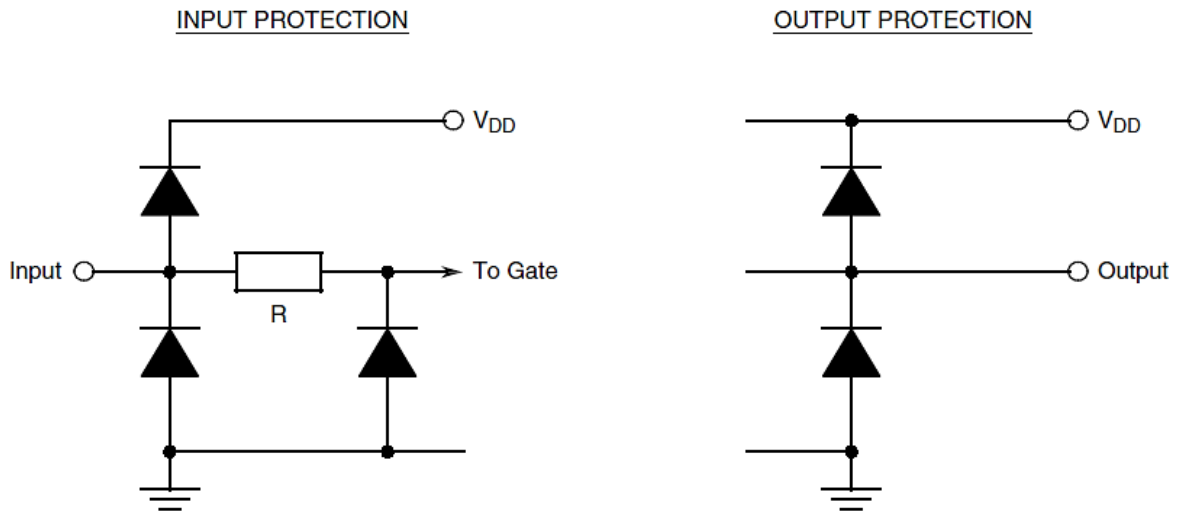 INPUT PROTECTION
OUTPUT PROTECTION
VDD
VDD
Input
To Gate
Output
R